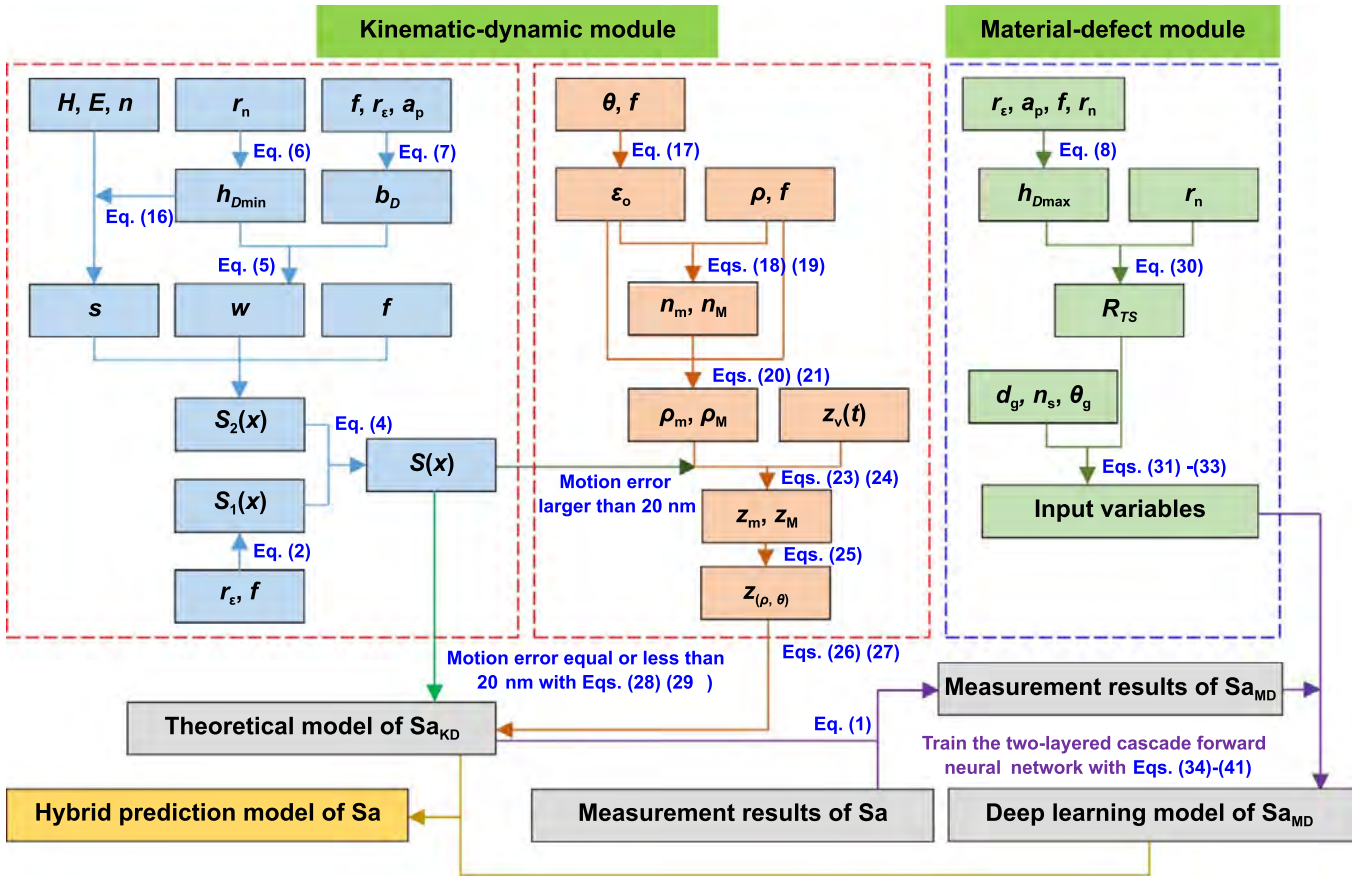 Kinematic-dynamic module
Material-defect module
H, E, n
rn
f, rε, ap
Eq. (6)
Eq. (7)
hDmin
bD
Eq. (16)
Eq. (5)
s
w
f
S2(x)
Eq. (4)
S(x)
S1(x)
Eq. (2)
rε, f
θ, f
Eq. (17)
εo
ρ, f
Eqs. (18) (19)
nm, nM
Eqs. (20) (21)
ρm, ρM
zv(t)
Motion error
larger than 20 nm
Eqs. (23) (24)
zm, zM
Eqs. (25)
z(ρ, θ)
Eqs. (26) (27)
rε, ap, f, rn
Eq. (8)
hDmax
rn
Eq. (30)
RTS
dg, ns, θg
Eqs. (31) -(33)
Input variables
Motion error equal or less than
20 nm with Eqs. (28) (29 )
Theoretical model of SaKD
Eq. (1)
Measurement results of SaMD
Train the two-layered cascade forward
neural network with Eqs. (34)-(41)
Hybrid prediction model of Sa
Measurement results of Sa
Deep learning model of SaMD